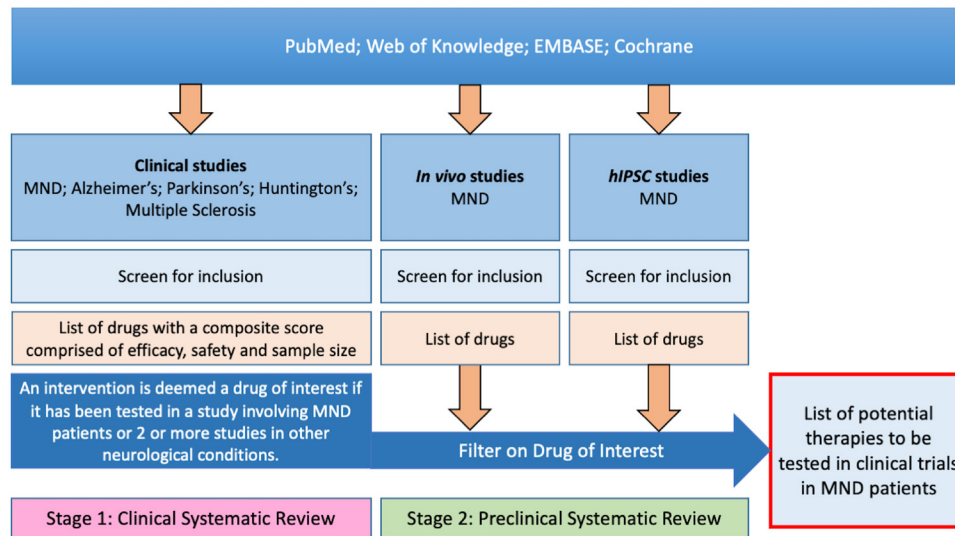 PubMed; Web of Knowledge; EMBASE; Cochrane
Clinical studies
MND; Alzheimer's; Parkinson's; Huntington's;
Multiple Sclerosis
In vivo studies
MND
hIPSC studies
MND
Screen for inclusion
Screen for inclusion
Screen for inclusion
List of drugs with a composite score
comprised of efficacy, safety and sample size
List of drugs
List of drugs
An intervention is deemed a drug of interest if
it has been tested in a study involving MND
patients or 2 or more studies in other
neurological conditions.
Filter on Drug of Interest
List of potential
therapies to be
tested in clinical trials
in MND patients
Stage 1: Clinical Systematic Review
Stage 2: Preclinical Systematic Review